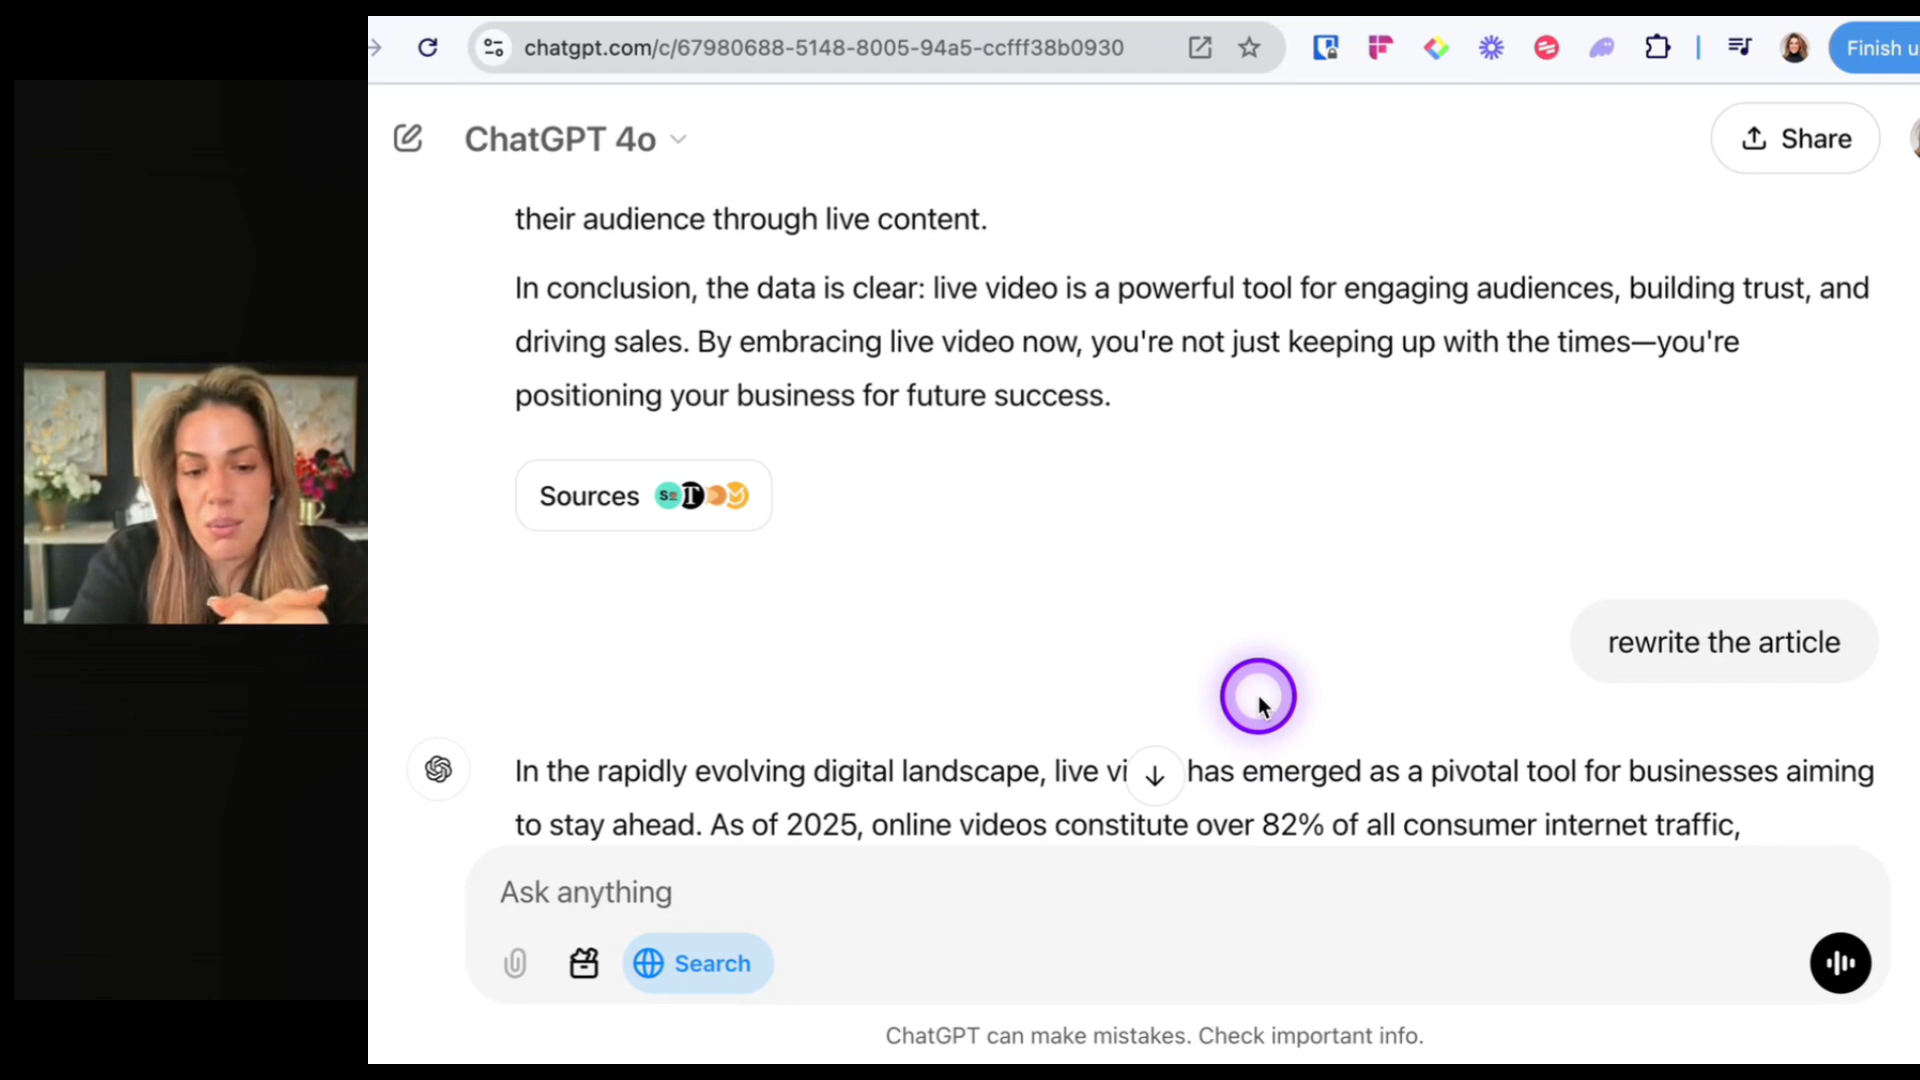 chatgpt.com/c/67980688-5148-8005-94a5-ccfff38b0930
Finish u
ChatGPT 4o
Share
their audience through live content.
In conclusion, the data is clear: live video is a powerful tool for engaging audiences, building trust, and
driving sales. By embracing live video now, you're not just keeping up with the times—you're
positioning your business for future success.
Sources
rewrite the article
In the rapidly evolving digital landscape, live vi has emerged as a pivotal tool for businesses aiming
to stay ahead. As of 2025, online videos constitute over 82% of all consumer internet traffic,
Ask anything
Search
ChatGPT can make mistakes. Check important info.